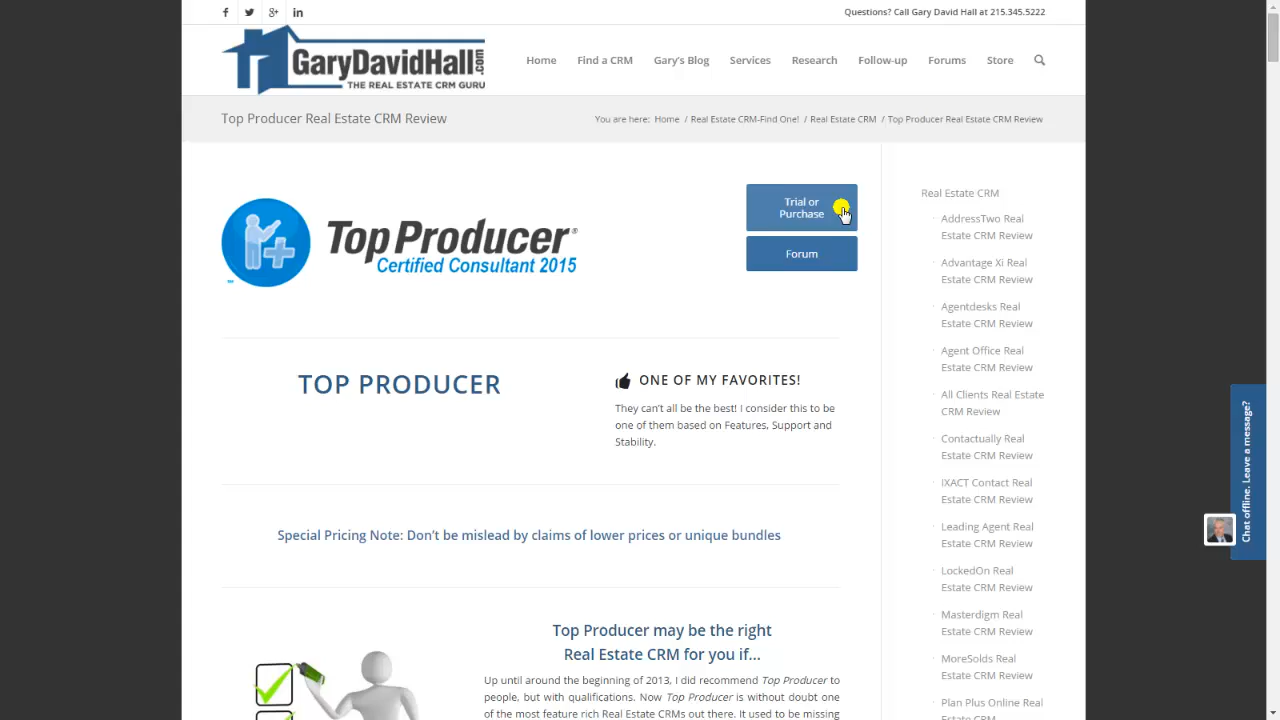 Questions? Call Gary David Hall at 215.345.5222
GaryDavidHall.com
THE REAL ESTATE CRM GURU
Home
Find a CRM
Gary's Blog
Services
Research
Follow-up
Forums
Store
Top Producer Real Estate CRM Review
You are here: Home / Real Estate CRM-Find One! / Real Estate CRM / Top Producer Real Estate CRM Review
Top Producer®
Certified Consultant 2015
TM
Trial or
Purchase
Forum
TOP PRODUCER
ONE OF MY FAVORITES!
They can't all be the best! I consider this to be
one of them based on Features, Support and
Stability.
Special Pricing Note: Don't be mislead by claims of lower prices or unique bundles
Top Producer may be the right
Real Estate CRM for you if...
Up until around the beginning of 2013, I did recommend Top Producer to
people, but with qualifications. Now Top Producer is without doubt one
of the most feature rich Real Estate CRMs out there. It used to be missing
Real Estate CRM
AddressTwo Real
Estate CRM Review
Advantage Xi Real
Estate CRM Review
Agentdesks Real
Estate CRM Review
Agent Office Real
Estate CRM Review
All Clients Real Estate
CRM Review
Contactually Real
Estate CRM Review
IXACT Contact Real
Estate CRM Review
Leading Agent Real
Estate CRM Review
LockedOn Real
Estate CRM Review
Masterdigm Real
Estate CRM Review
MoreSolds Real
Estate CRM Review
Plan Plus Online Real
Estate CRM
Chat offline. Leave a message?